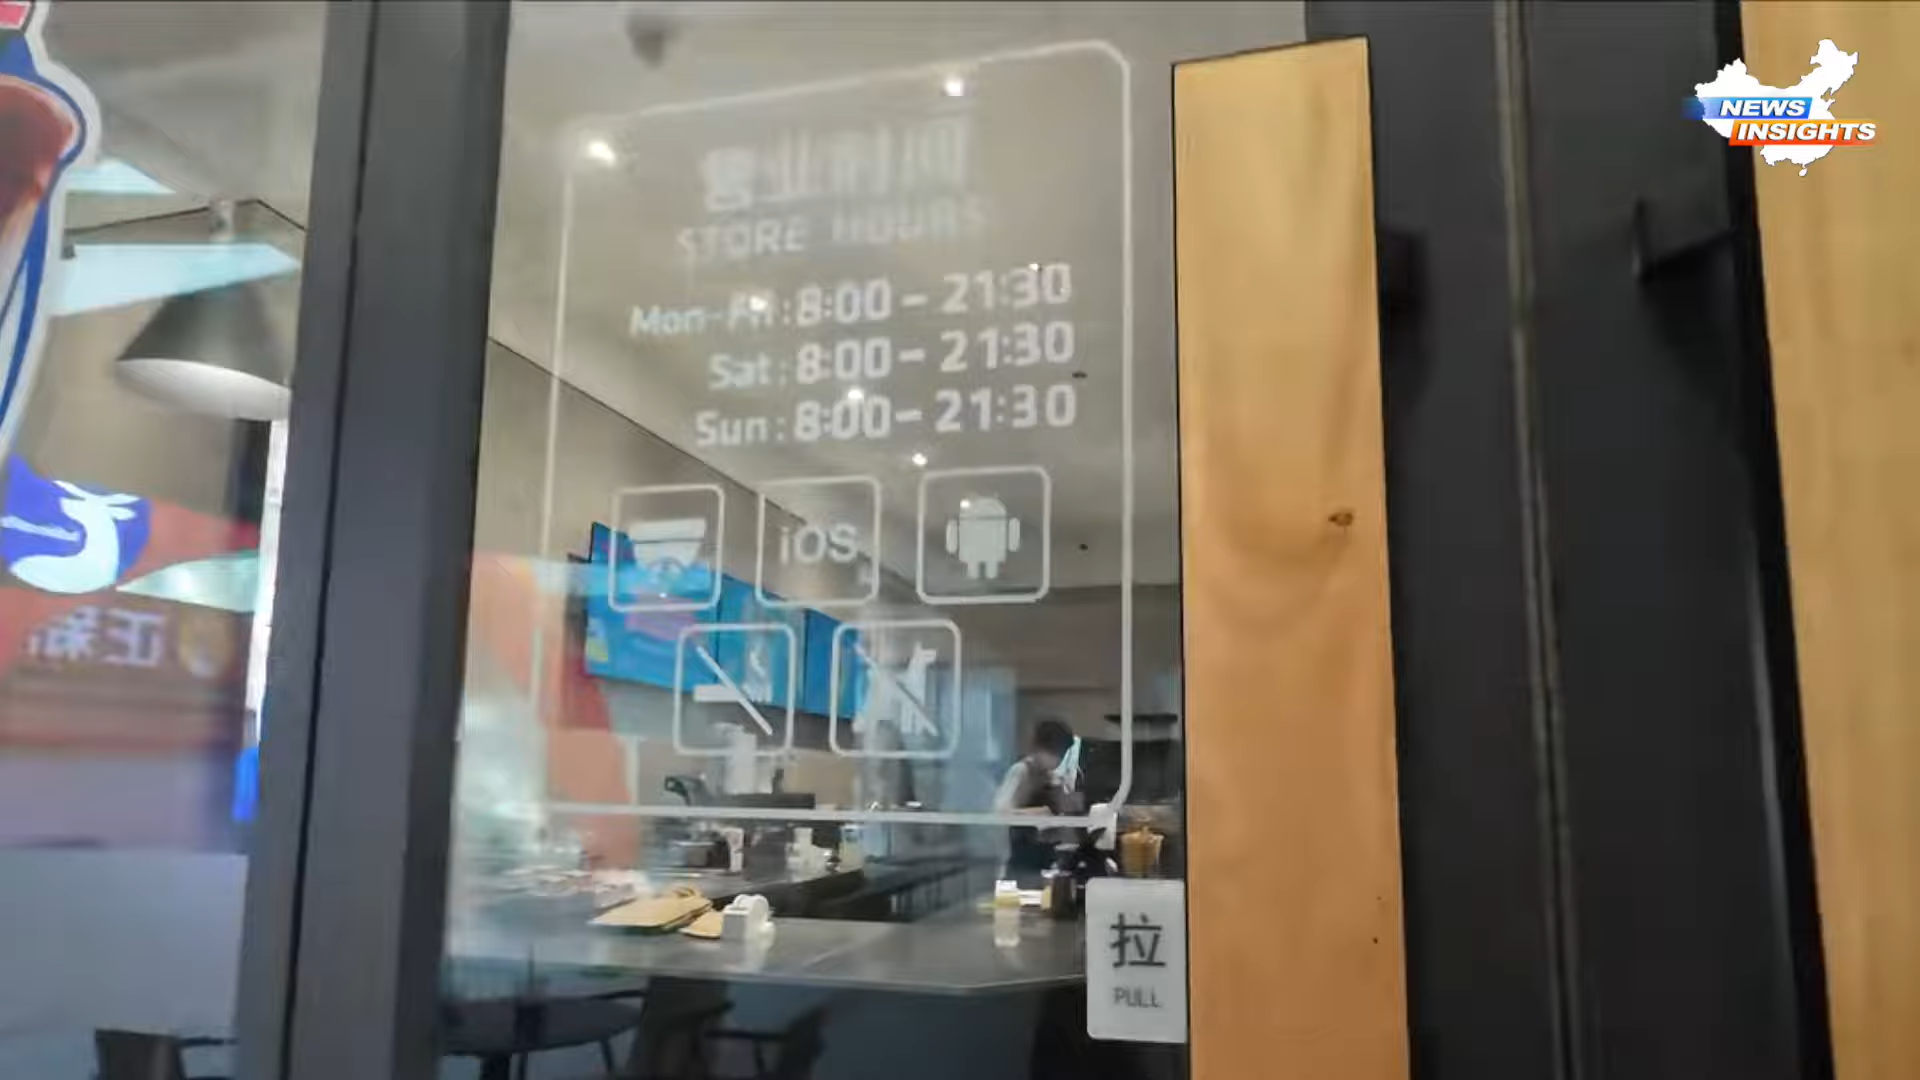 NEWS
INSIGHTS
营业时间
STORE HOURS
Mon-Fri: 8:00 - 21:30
Sat: 8:00 - 21:30
Sun: 8:00 - 21:30
iOS
拉
PULL